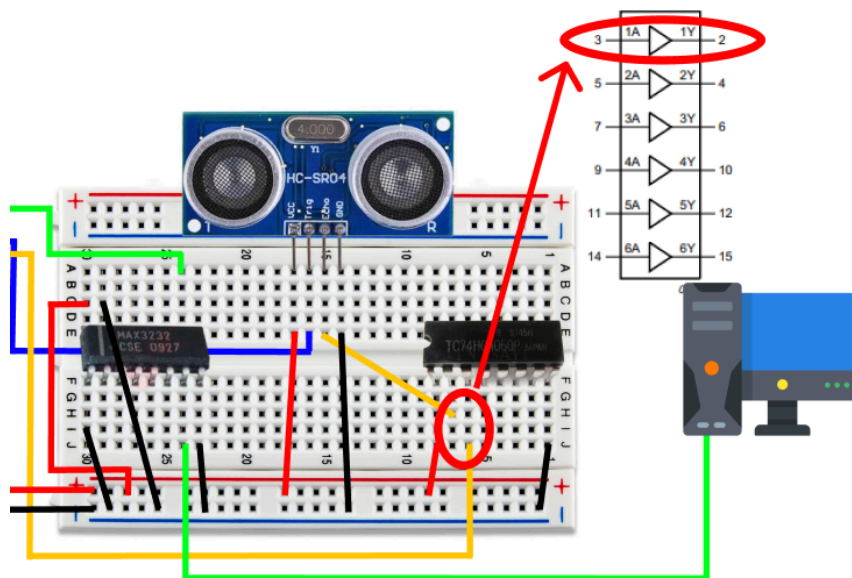 3 1A 1Y 2
5 2A 2Y 4
7 3A 3Y 6
9 4A 4Y 10
11 5A 5Y 12
14 6A 6Y 15
4.000
n
HC-SR04
VCC
Trig
Echo
GND
T
R
+
+
30 25 20 15 10 5 1
A
B
C
D
E
A
B
C
D
E
MAX3232
CSE 0927
F
G
H
I
J
F
G
H
I
J
30 25 20 15 10 5 1
+
+